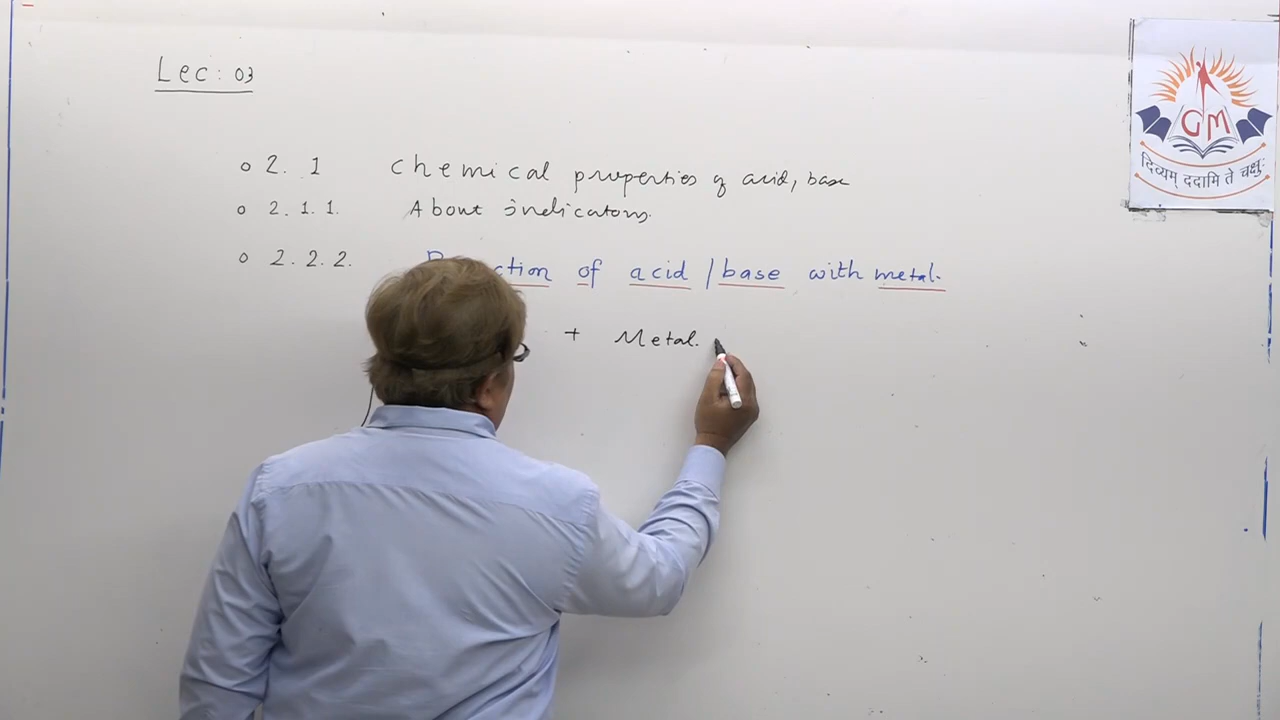 Lec: 03
2. 1 chemical properties of acid, base
2. 1. 1. About indicators.
2. 2. 2. of acid / base with metal.
+ Metal.
GM
दिव्यम् ददामि ते चक्षुः